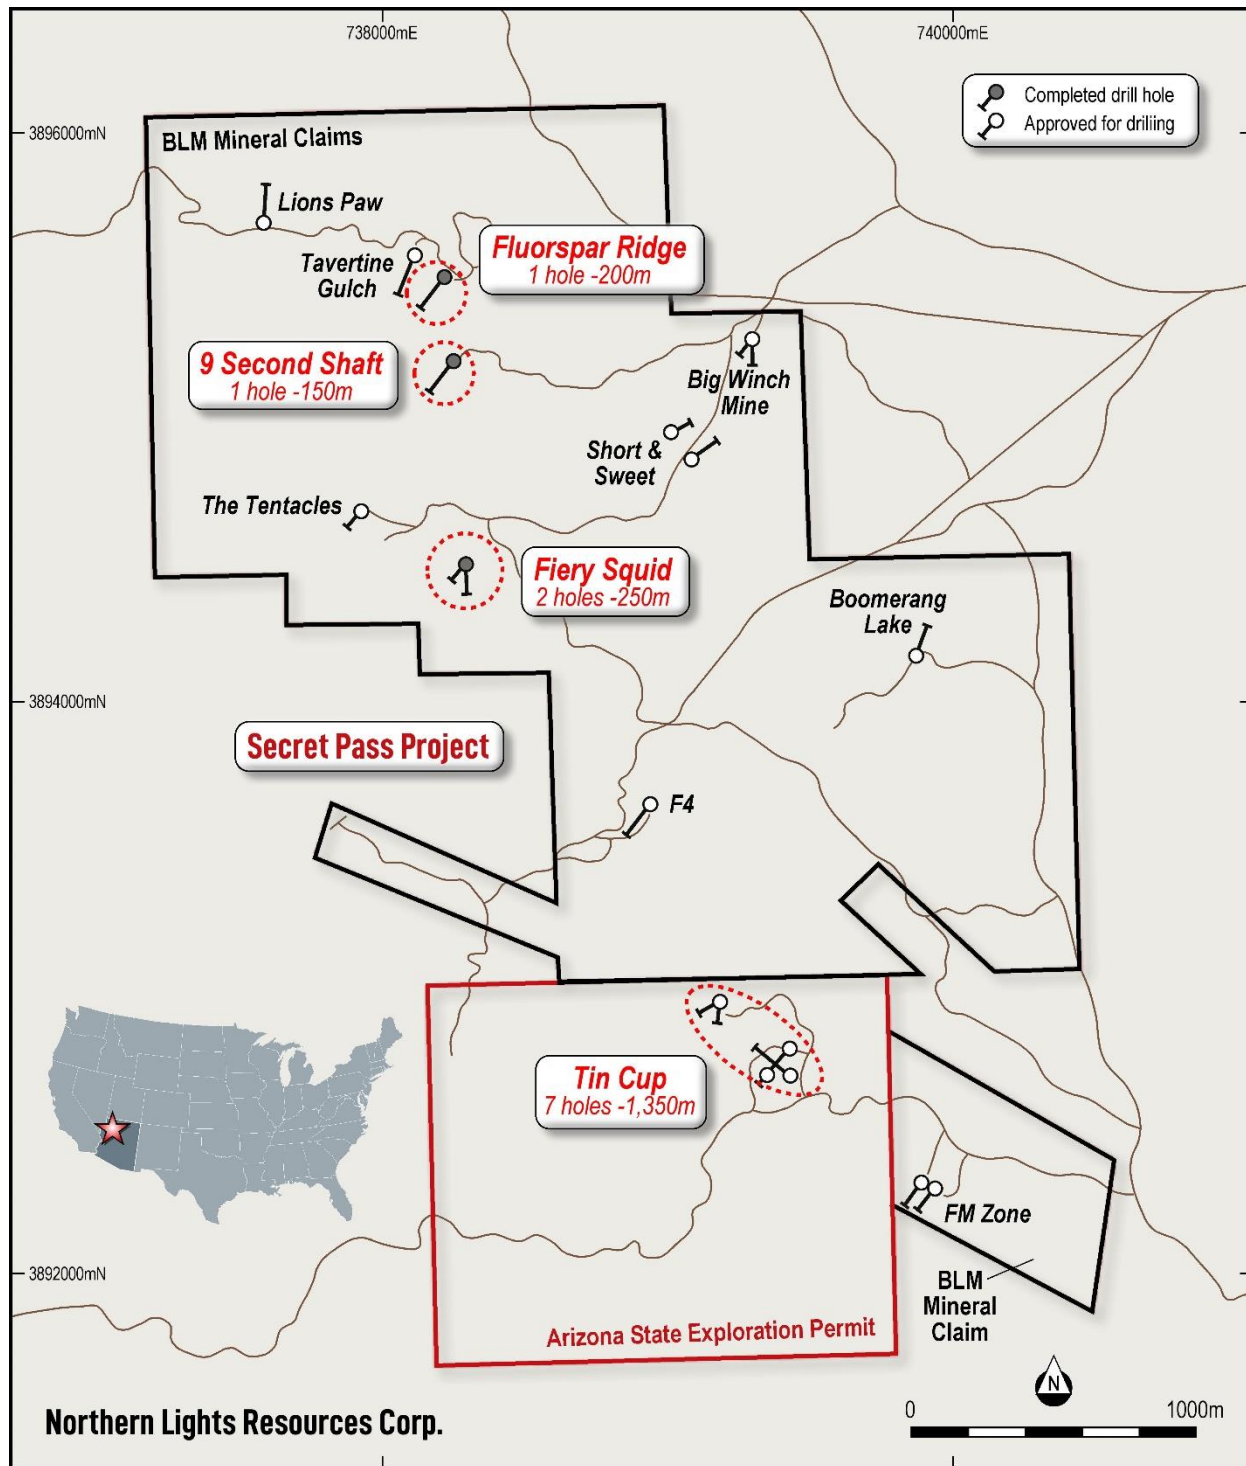 738000mE
740000mE
Completed drill hole
Approved for drilling
3896000mN
BLM Mineral Claims
Lions Paw
Fluorspar Ridge
1 hole -200m
Tavertine
Gulch
9 Second Shaft
1 hole -150m
Big Winch
Mine
Short &
Sweet
The Tentacles
Fiery Squid
2 holes -250m
Boomerang
Lake
3894000mN
Secret Pass Project
F4
Tin Cup
7 holes -1,350m
FM Zone
3892000mN
BLM
Mineral
Claim
Arizona State Exploration Permit
N
Northern Lights Resources Corp.
0
1000m